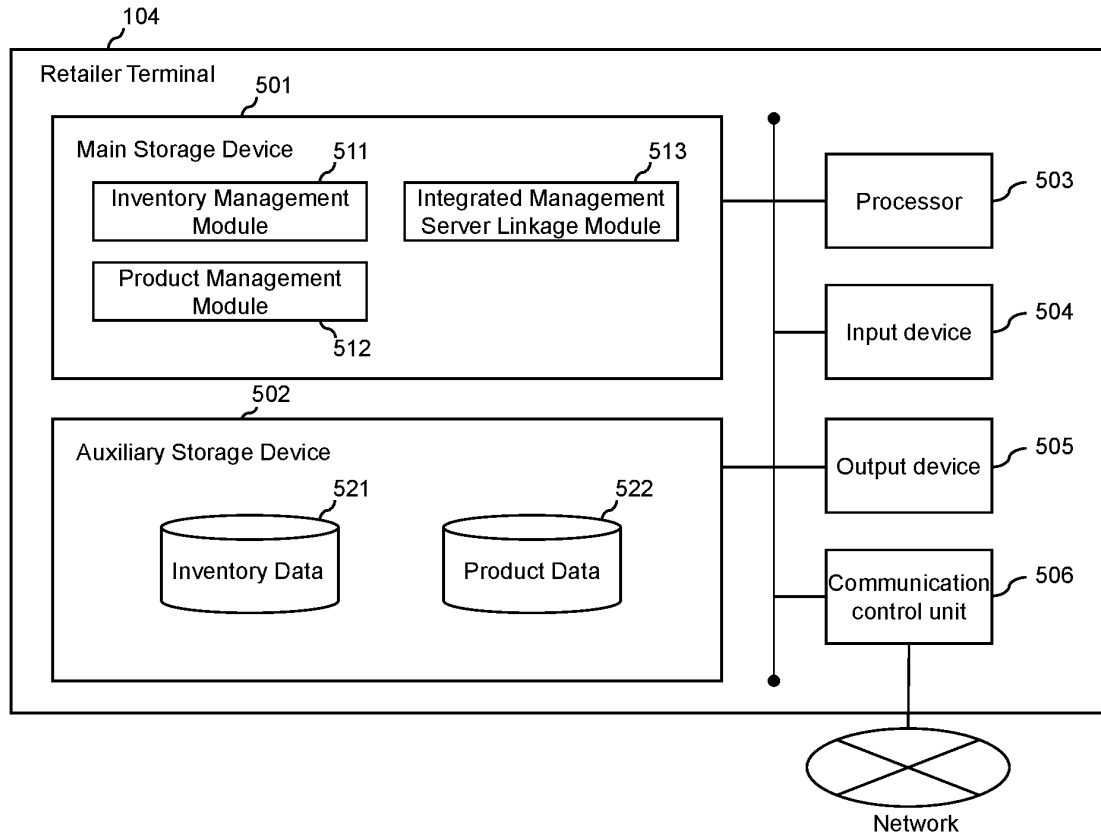 104
Retailer Terminal
501
Main Storage Device
511
Inventory Management
Module
513
Integrated Management
Server Linkage Module
Product Management
Module
512
502
Auxiliary Storage Device
521
Inventory Data
522
Product Data
Processor
503
Input device
504
Output device
505
Communication
control unit
506
Network